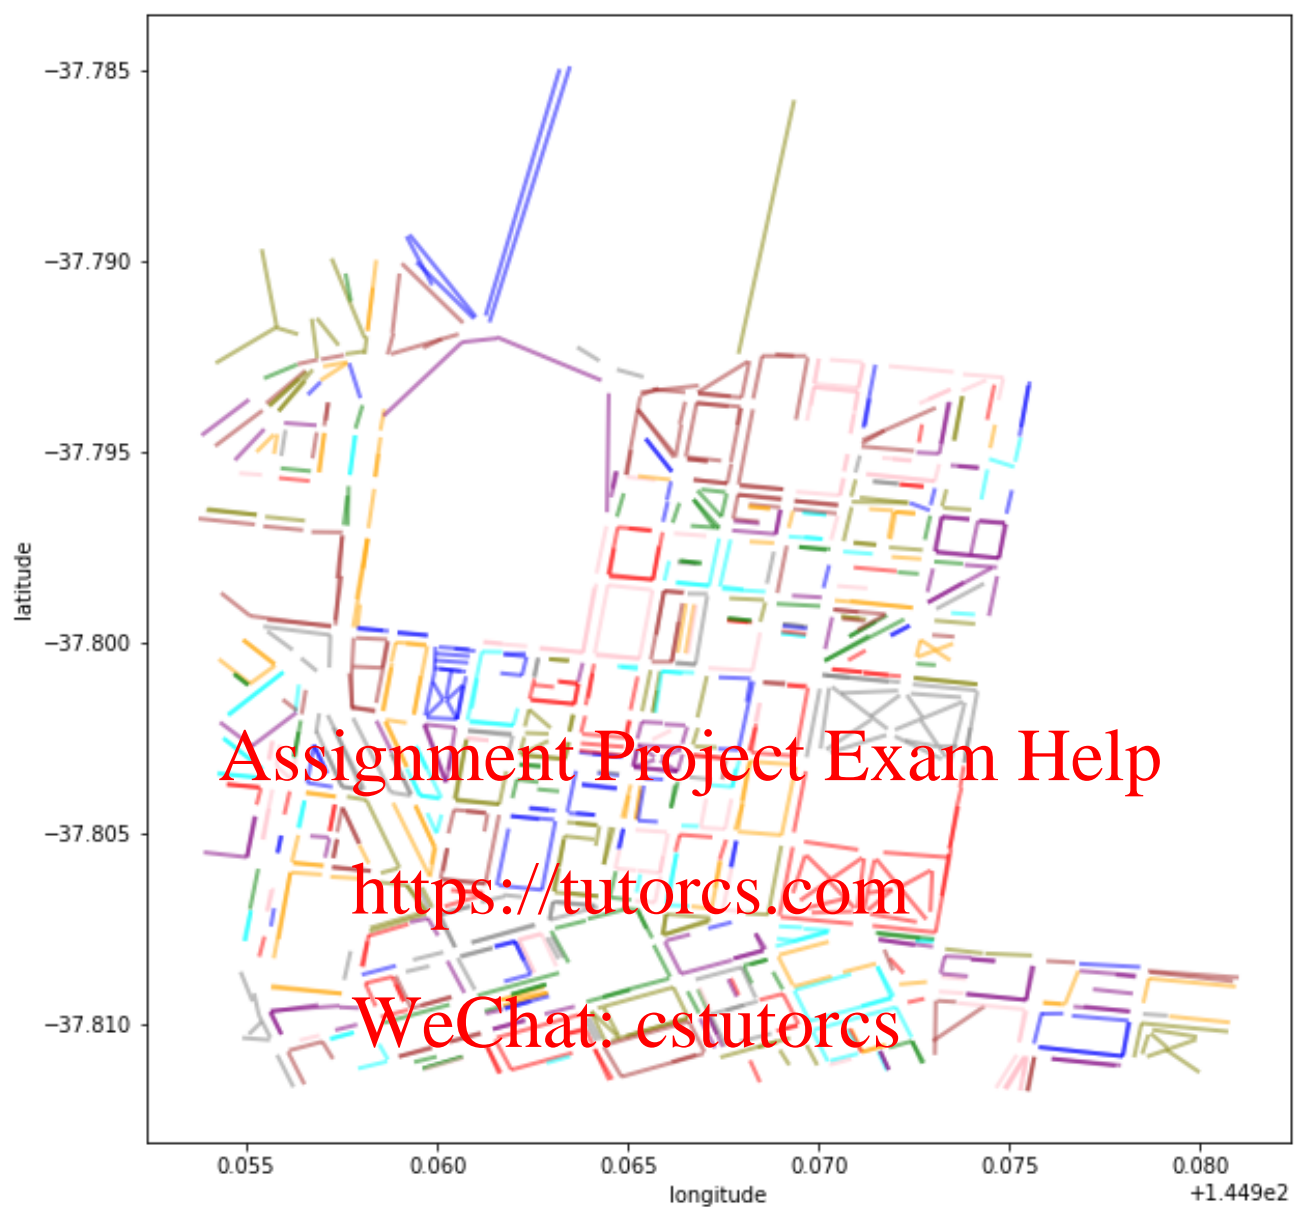 −37.785
−37.790
−37.795
−37.800
−37.805
−37.810
latitude
Assignment Project Exam Help
https://tutorcs.com
WeChat: cstutorcs
0.055 0.060 0.065 0.070 0.075 0.080
longitude
+1.449e2